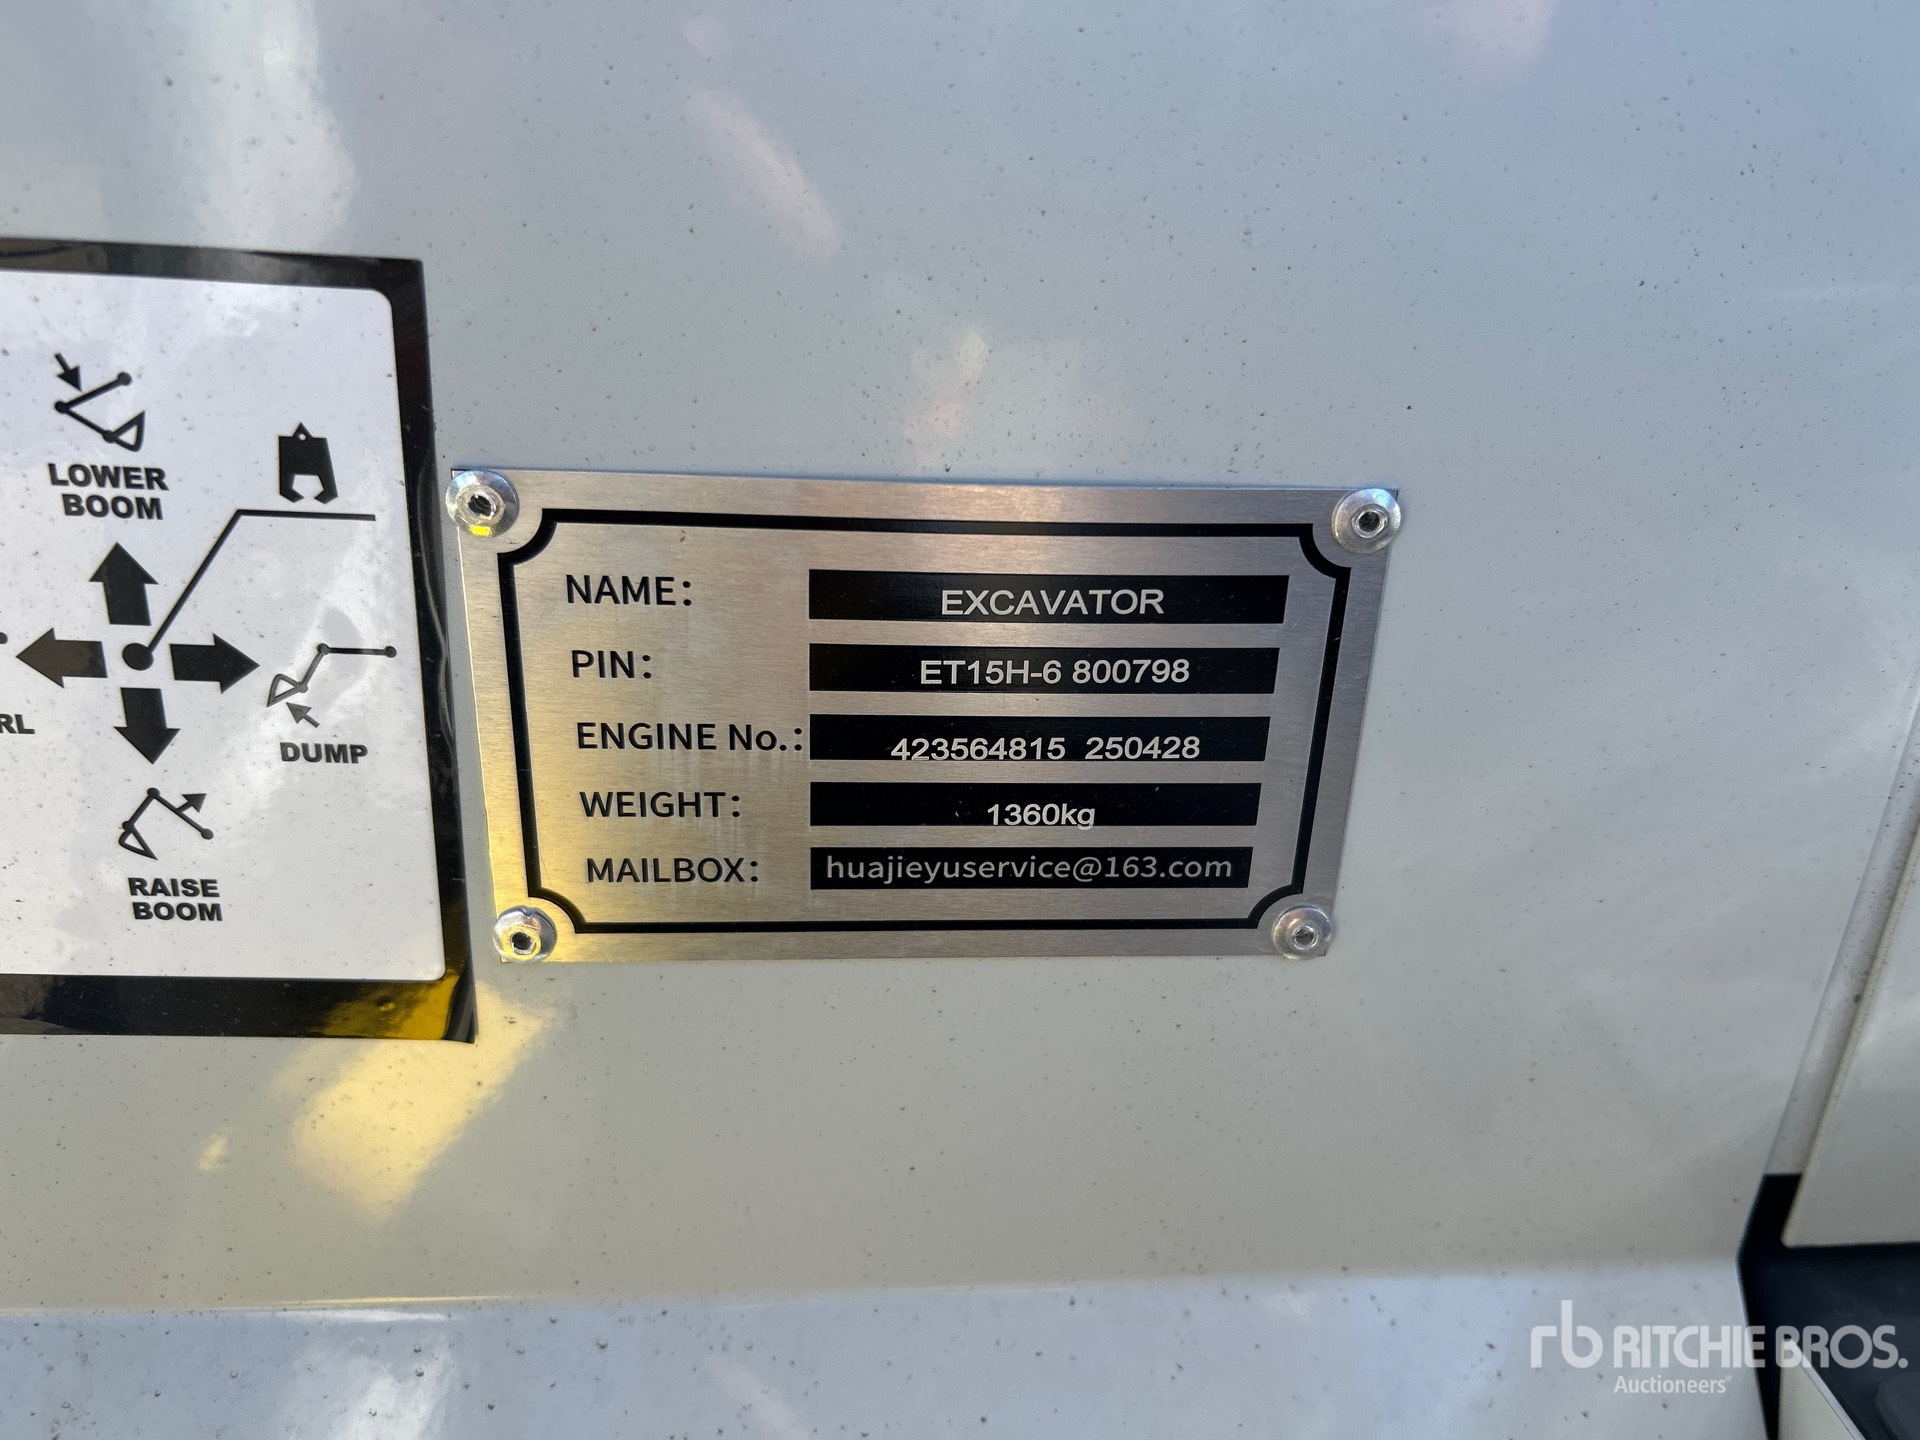 LOWER
BOOM
RL
DUMP
RAISE
BOOM
NAME: EXCAVATOR
PIN: ET15H-6 800798
ENGINE No.: 423564815 250428
WEIGHT: 1360kg
MAILBOX: huajieyuservice@163.com
rb RITCHIE BROS.
Auctioneers